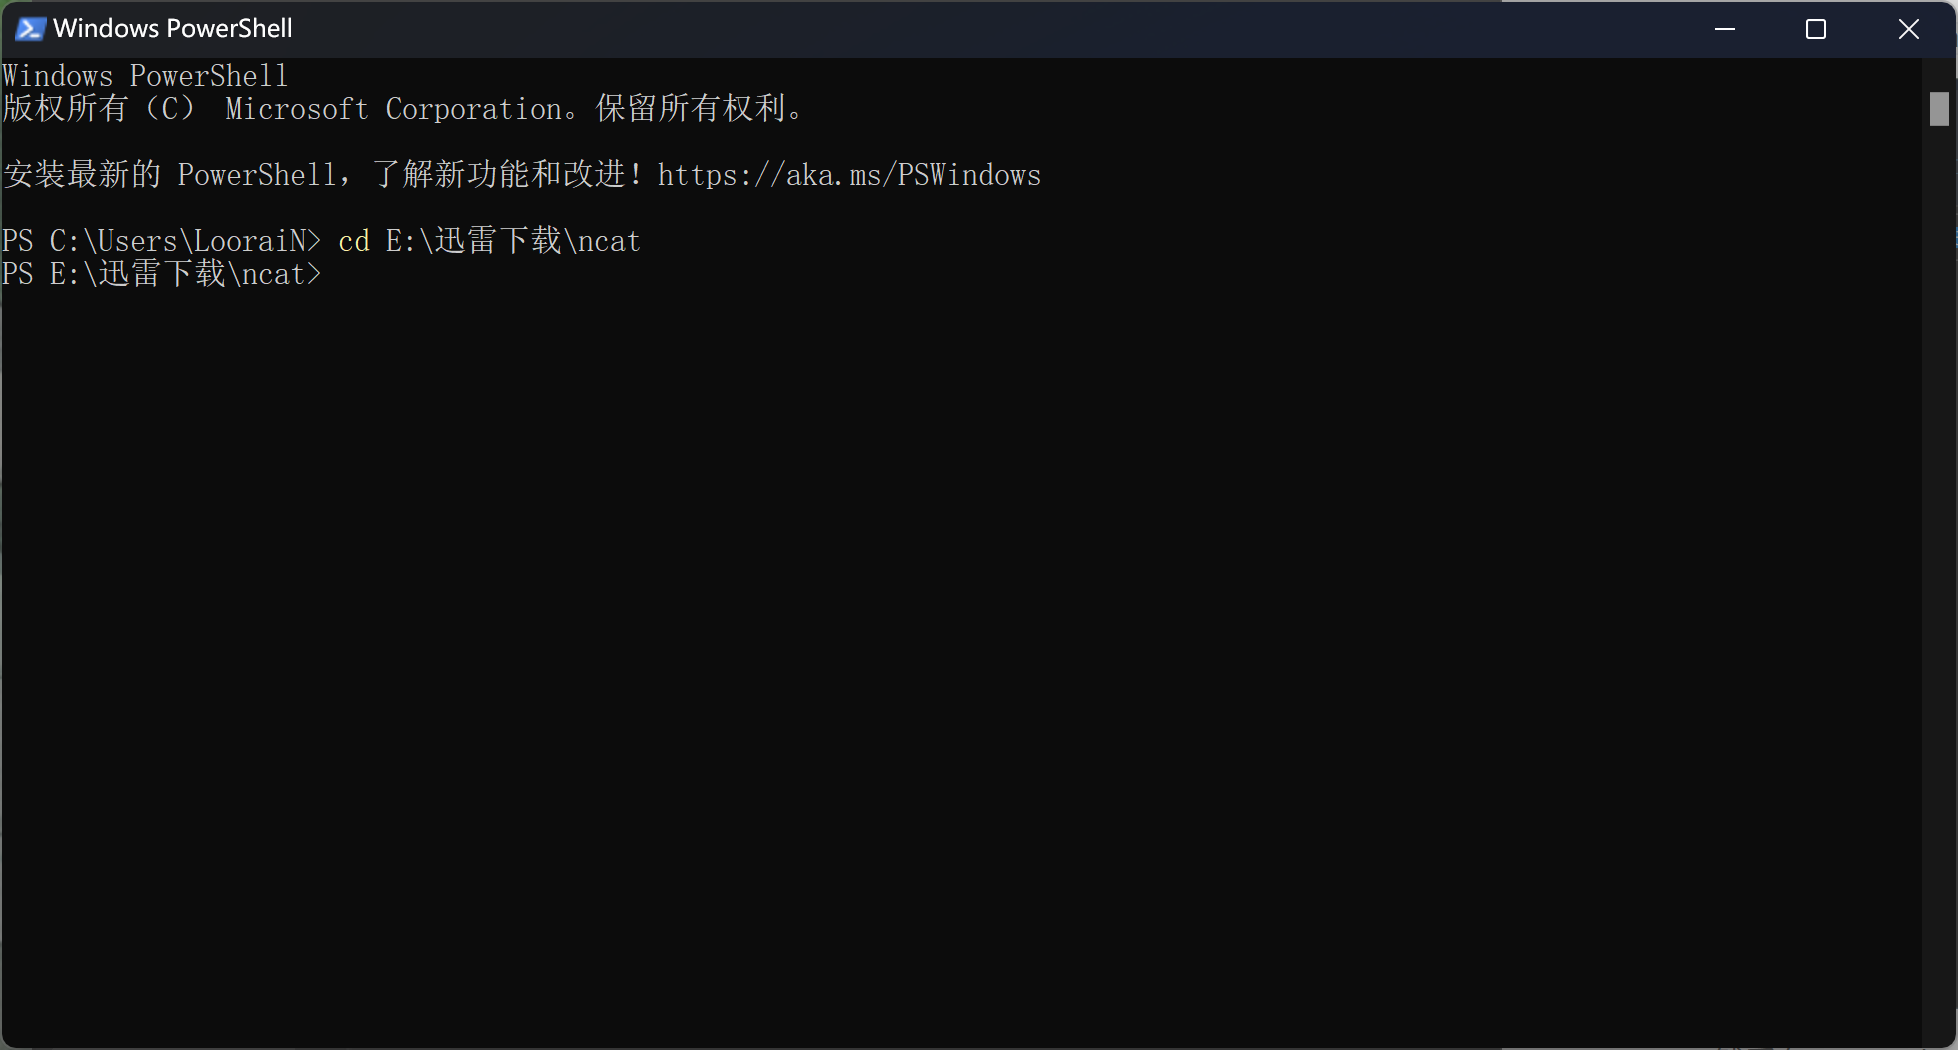 Windows PowerShell
Windows PowerShell
版权所有（C） Microsoft Corporation。保留所有权利。
安装最新的 PowerShell，了解新功能和改进！https://aka.ms/PSWindows
PS C:\Users\LooraiN> cd E:\迅雷下载\ncat
PS E:\迅雷下载\ncat>